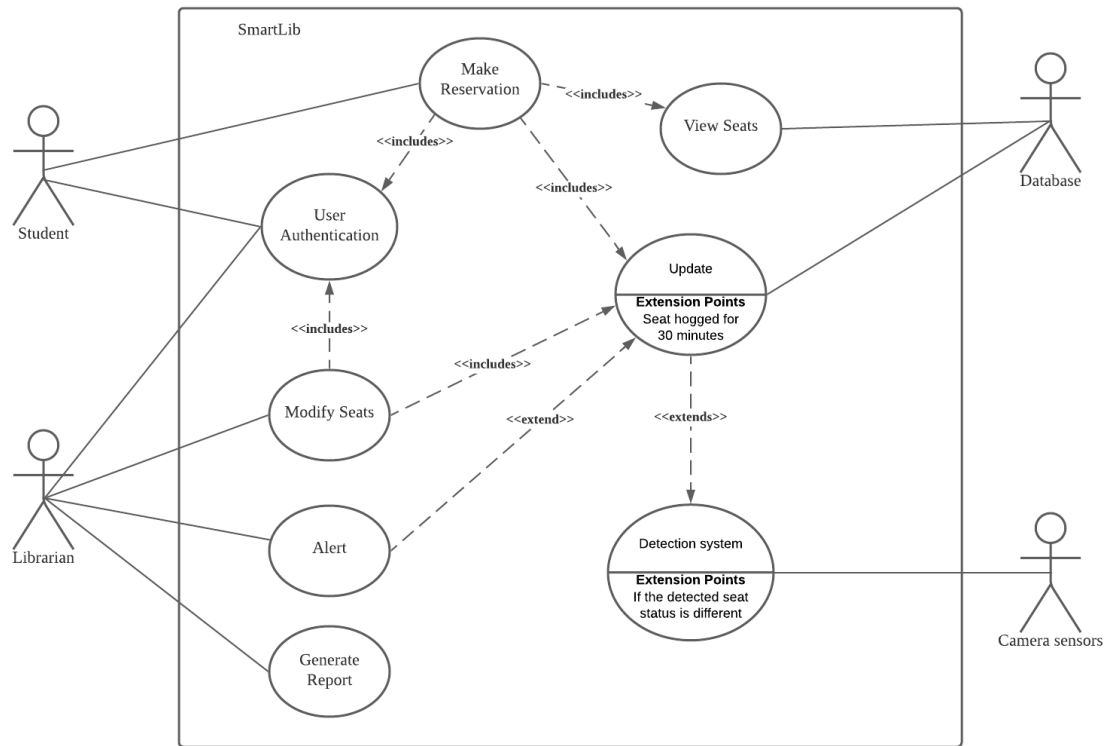 SmartLib
Make
Reservation
<<includes>>
View Seats
Database
Student
<<includes>>
<<includes>>
User
Authentication
Update
Extension Points
Seat hogged for
30 minutes
<<includes>>
<<includes>>
Modify Seats
<<extend>>
<<extends>>
Librarian
Alert
Detection system
Extension Points
If the detected seat
status is different
Camera sensors
Generate
Report